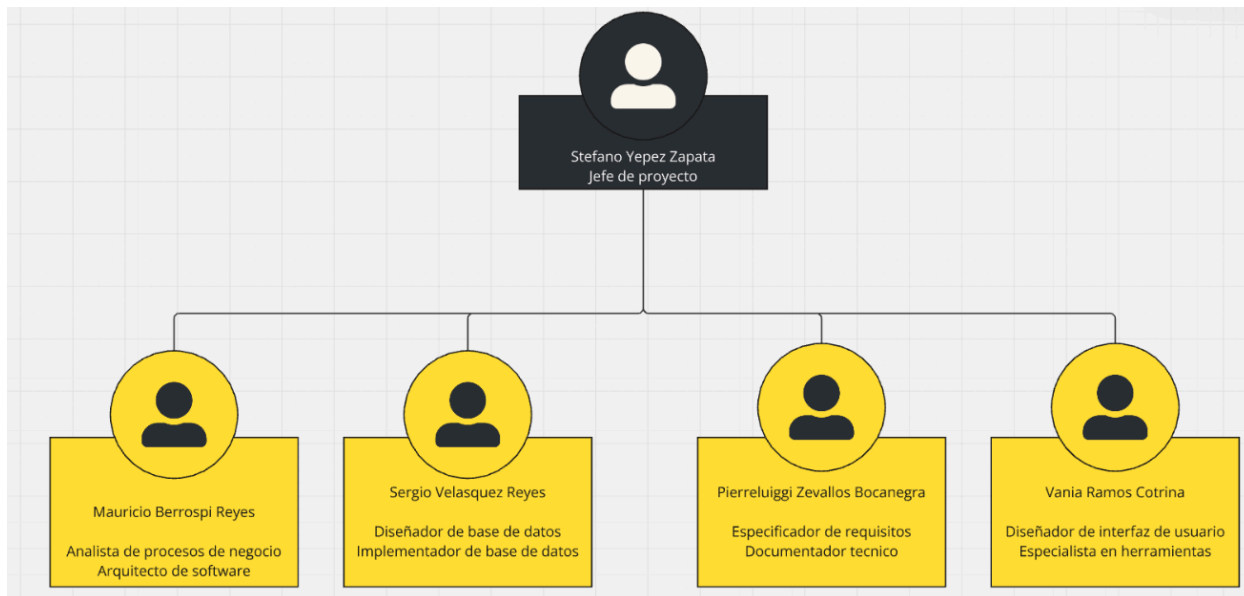 Stefano Yepez Zapata
Jefe de proyecto
Mauricio Berrospi Reyes
Analista de procesos de negocio
Arquitecto de software
Sergio Velasquez Reyes
Diseñador de base de datos
Implementador de base de datos
Pierreluiggi Zevallos Bocanegra
Especificador de requisitos
Documentador tecnico
Vania Ramos Cotrina
Diseñador de interfaz de usuario
Especialista en herramientas